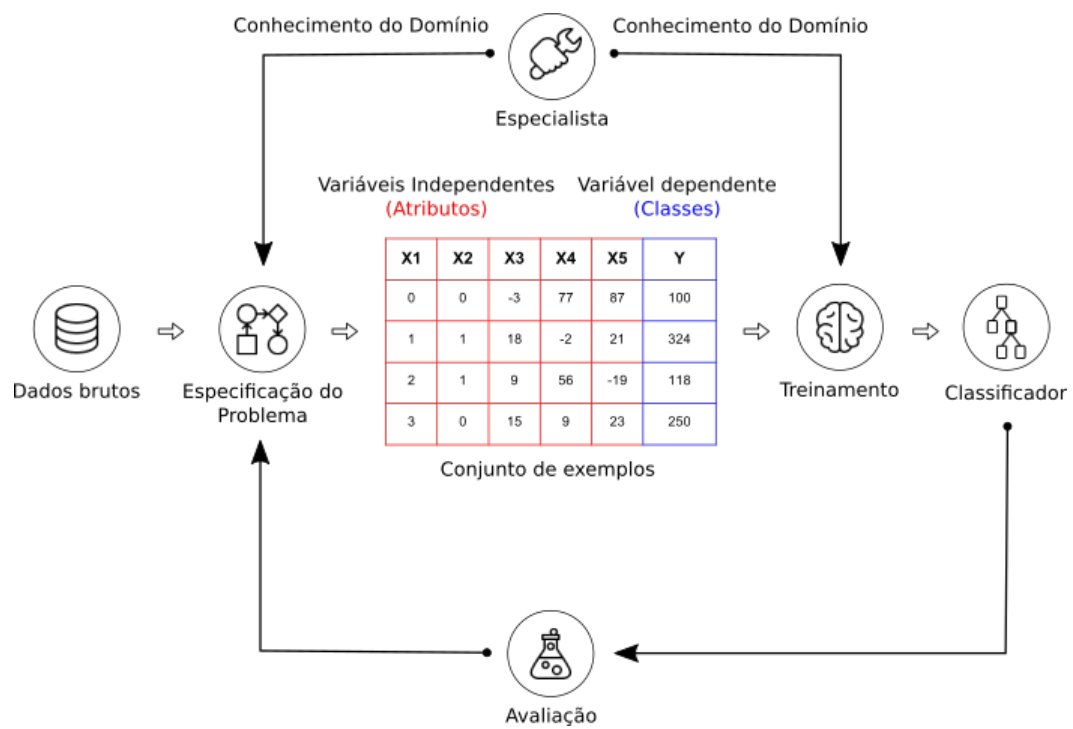 Conhecimento do Domínio
Conhecimento do Domínio
Especialista
Variáveis Independentes
(Atributos)
Variável dependente
(Classes)
X1 X2 X3 X4 X5 Y
0 0 -3 77 87 100
1 1 18 -2 21 324
2 1 9 56 -19 118
3 0 15 9 23 250
Conjunto de exemplos
Dados brutos
Especificação do
Problema
Treinamento
Classificador
Avaliação